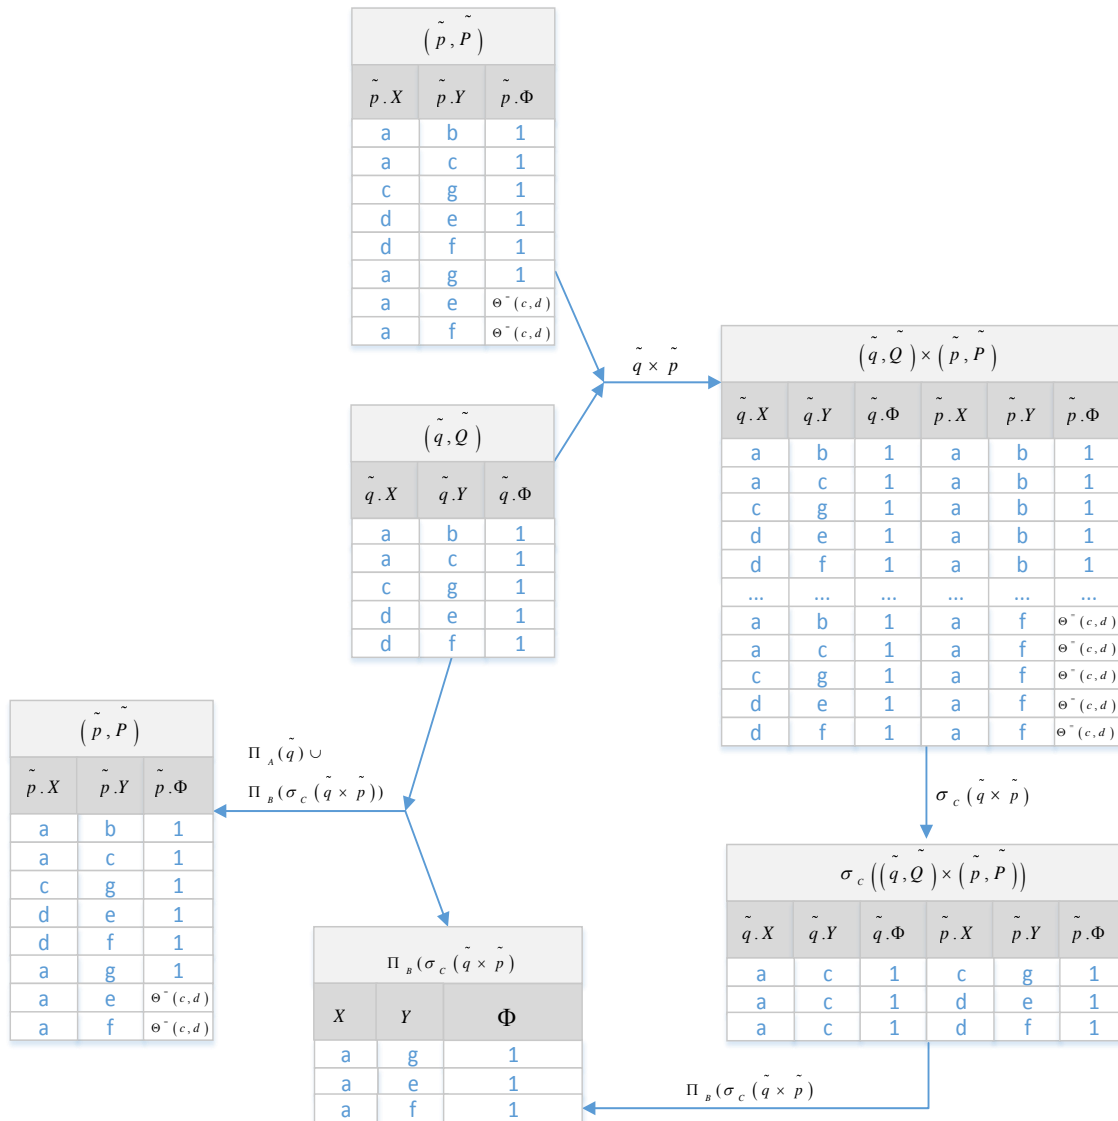 ( p̃ , P̃ )
p̃ . X p̃ . Y p̃ . Φ
a b 1
a c 1
c g 1
d e 1
d f 1
a g 1
a e Θ ̃ ( c , d )
a f Θ ̃ ( c , d )
q̃ × p̃
( q̃ , Q̃ )
q̃ . X q̃ . Y q̃ . Φ
a b 1
a c 1
c g 1
d e 1
d f 1
( q̃ , Q̃ ) × ( p̃ , P̃ )
q̃ . X q̃ . Y q̃ . Φ p̃ . X p̃ . Y p̃ . Φ
a b 1 a b 1
a c 1 a b 1
c g 1 a b 1
d e 1 a b 1
d f 1 a b 1
... ... ... ... ... ...
a b 1 a f Θ ̃ ( c , d )
a c 1 a f Θ ̃ ( c , d )
c g 1 a f Θ ̃ ( c , d )
d e 1 a f Θ ̃ ( c , d )
d f 1 a f Θ ̃ ( c , d )
σ_C ( q̃ × p̃ )
σ_C ( ( q̃ , Q̃ ) × ( p̃ , P̃ ) )
q̃ . X q̃ . Y q̃ . Φ p̃ . X p̃ . Y p̃ . Φ
a c 1 c g 1
a c 1 d e 1
a c 1 d f 1
Π_B ( σ_C ( q̃ × p̃ )
Π_A ( q̃ ) ∪
Π_B ( σ_C ( q̃ × p̃ ))
( p̃ , P̃ )
p̃ . X p̃ . Y p̃ . Φ
a b 1
a c 1
c g 1
d e 1
d f 1
a g 1
a e Θ ̃ ( c , d )
a f Θ ̃ ( c , d )
Π_B ( σ_C ( q̃ × p̃ )
X Y Φ
a g 1
a e 1
a f 1